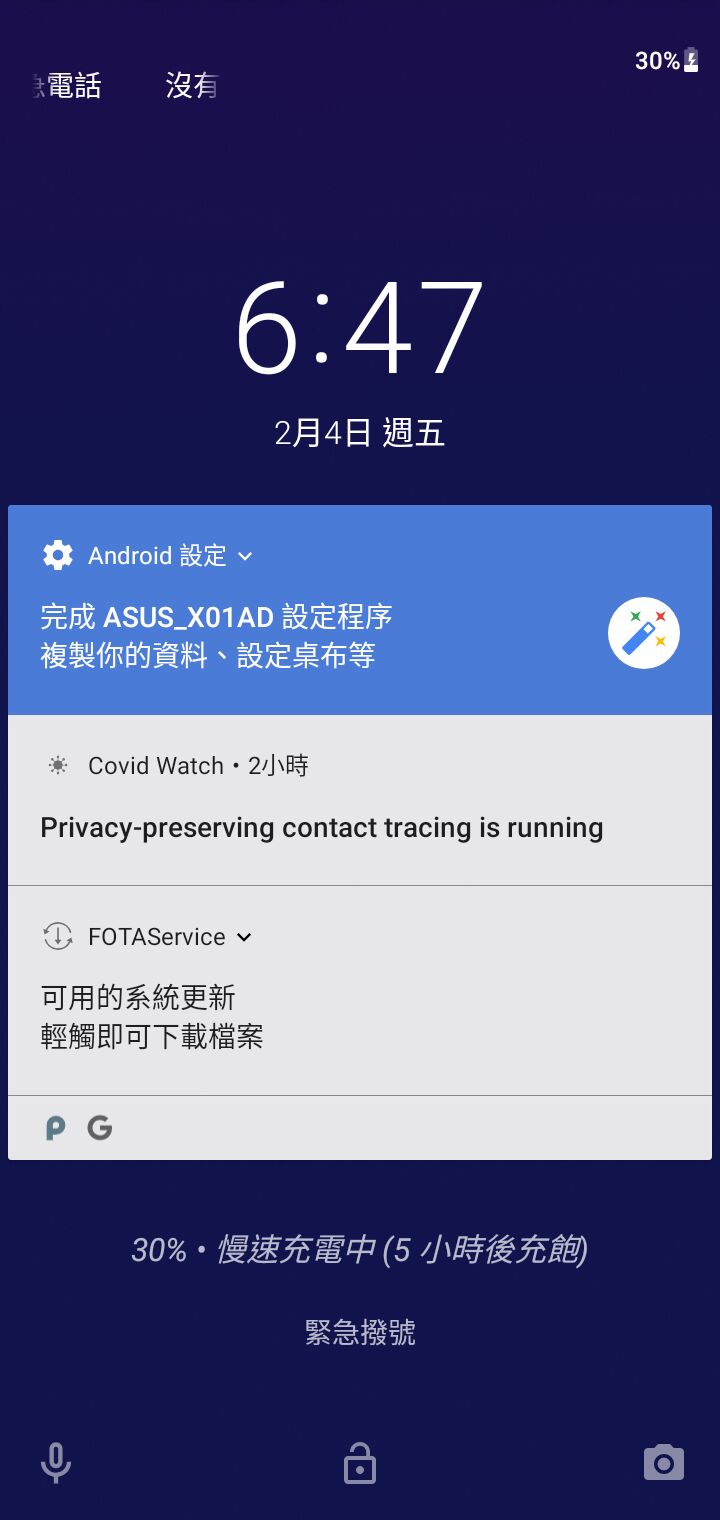 電話 沒有
30%
6:47
2月4日 週五
Android 設定
完成 ASUS_X01AD 設定程序
複製你的資料、設定桌布等
Covid Watch • 2小時
Privacy-preserving contact tracing is running
FOTAService
可用的系統更新
輕觸即可下載檔案
30% • 慢速充電中 (5 小時後充飽)
緊急撥號